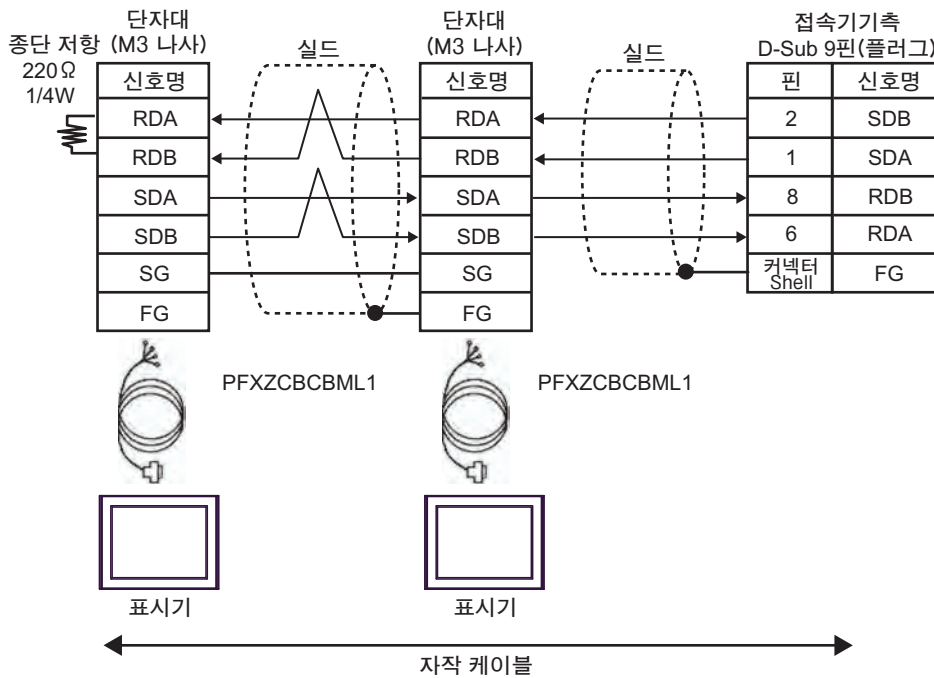 종단 저항
220Ω
1/4W
단자대
(M3 나사)
신호명
RDA
RDB
SDA
SDB
SG
FG
실드
단자대
(M3 나사)
신호명
RDA
RDB
SDA
SDB
SG
FG
실드
접속기기측
D-Sub 9핀(플러그)
핀 신호명
2 SDB
1 SDA
8 RDB
6 RDA
커넥터
Shell
FG
PFXZCBCBML1
PFXZCBCBML1
표시기
표시기
자작 케이블